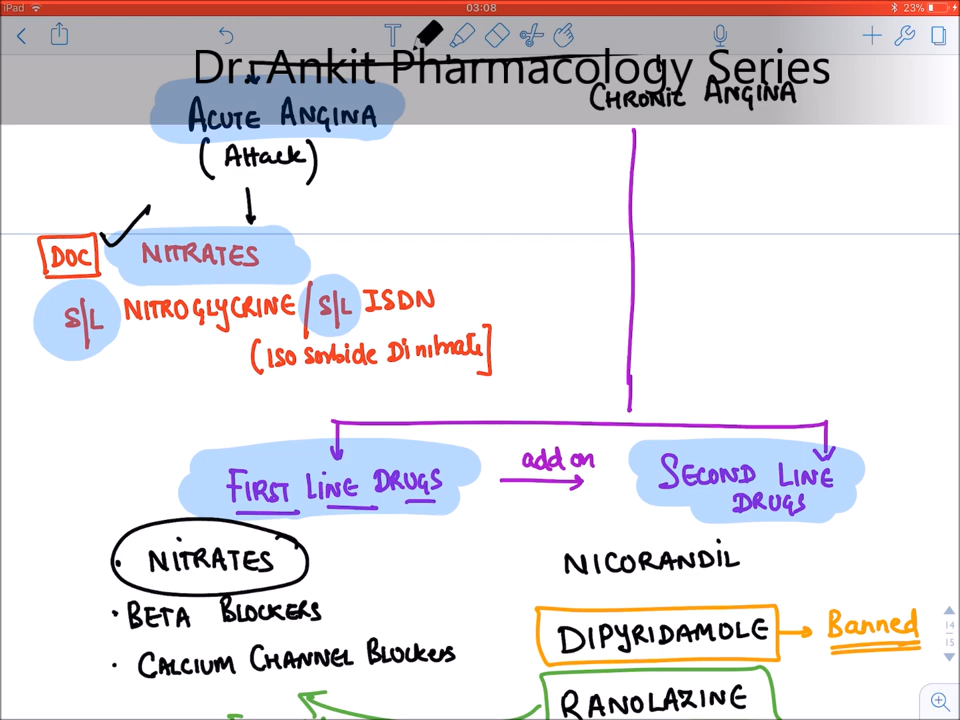 iPad
03:08
23%
T
Dr. Ankit Pharmacology Series
ACUTE ANGINA
(Attack)
CHRONIC ANGINA
DOC
NITRATES
S/L NITROGLYCRINE / S/L ISDN
(Iso sorbide Dinitrate]
FIRST LINE DRUGS
add on
SECOND LINE
DRUGS
• NITRATES
• BETA BLOCKERS
• CALCIUM CHANNEL BLOCKERS
NICORANDIL
DIPYRIDAMOLE
Banned
RANOLAZINE
14
15